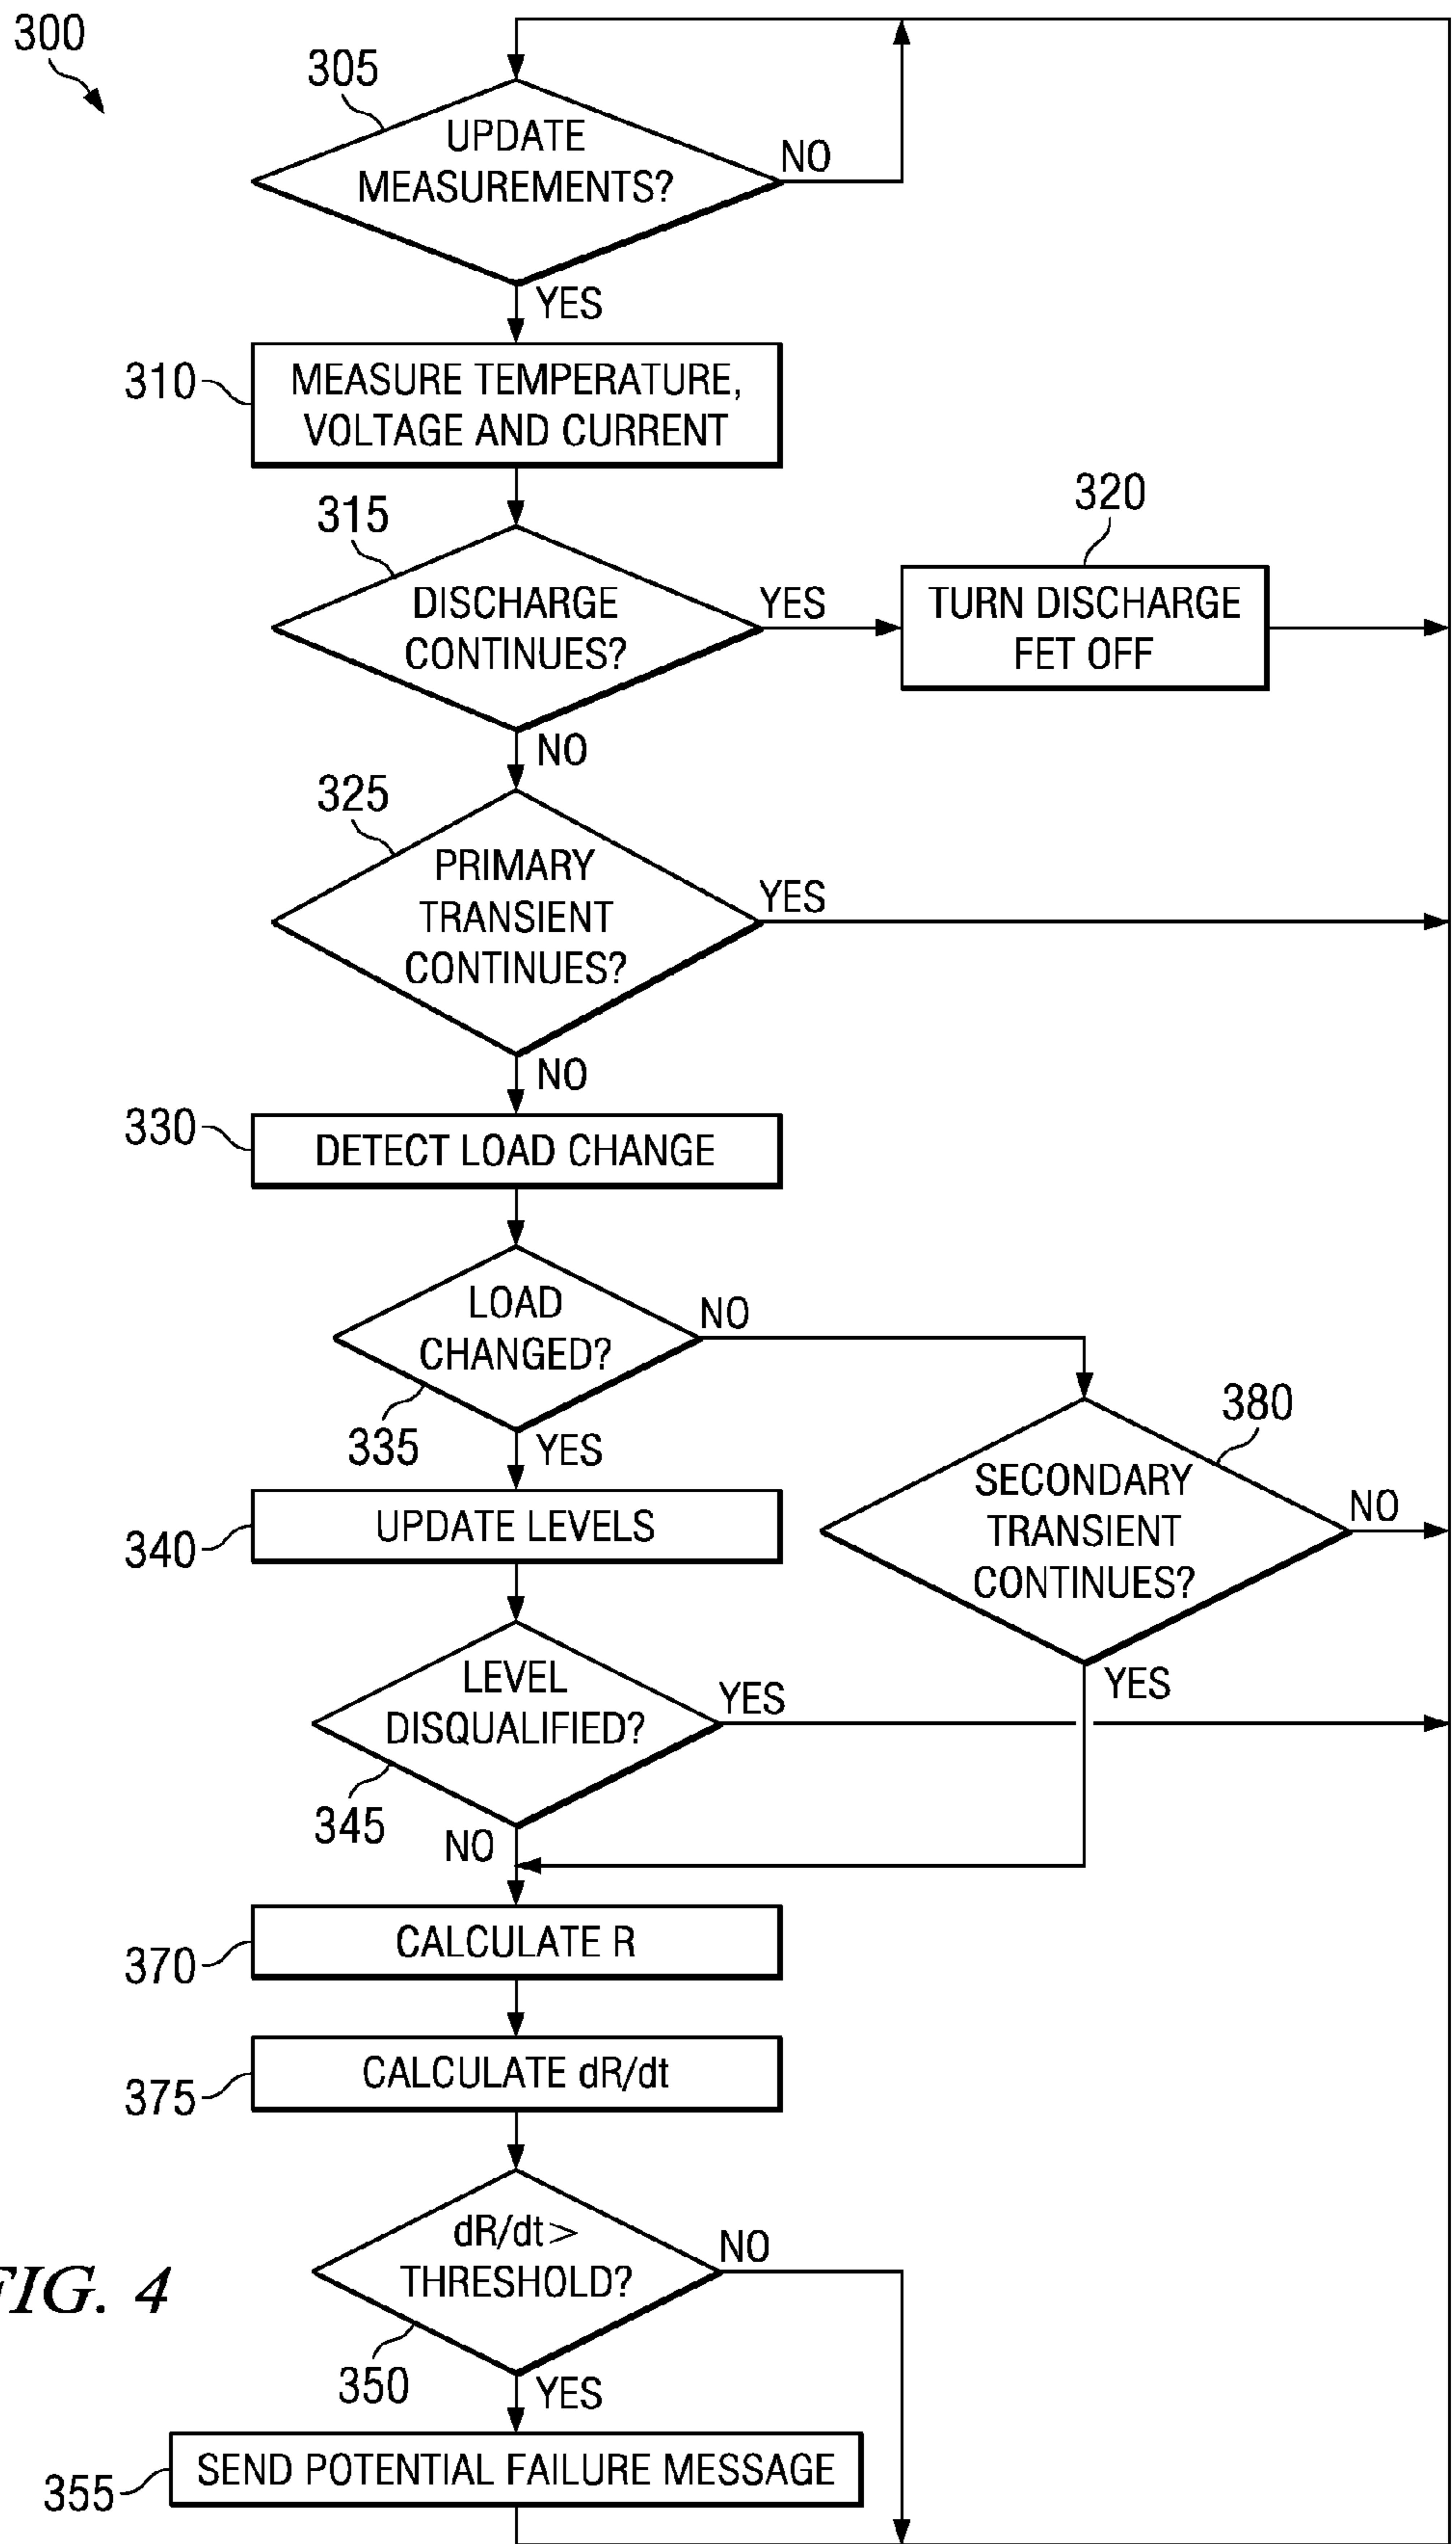 300
305
UPDATE
MEASUREMENTS?
NO
YES
310
MEASURE TEMPERATURE,
VOLTAGE AND CURRENT
315
DISCHARGE
CONTINUES?
YES
320
TURN DISCHARGE
FET OFF
NO
325
PRIMARY
TRANSIENT
CONTINUES?
YES
NO
330
DETECT LOAD CHANGE
LOAD
CHANGED?
NO
335
YES
380
SECONDARY
TRANSIENT
CONTINUES?
NO
YES
340
UPDATE LEVELS
LEVEL
DISQUALIFIED?
YES
345
NO
370
CALCULATE R
375
CALCULATE dR/dt
dR/dt >
THRESHOLD?
NO
350
YES
355
SEND POTENTIAL FAILURE MESSAGE
FIG. 4